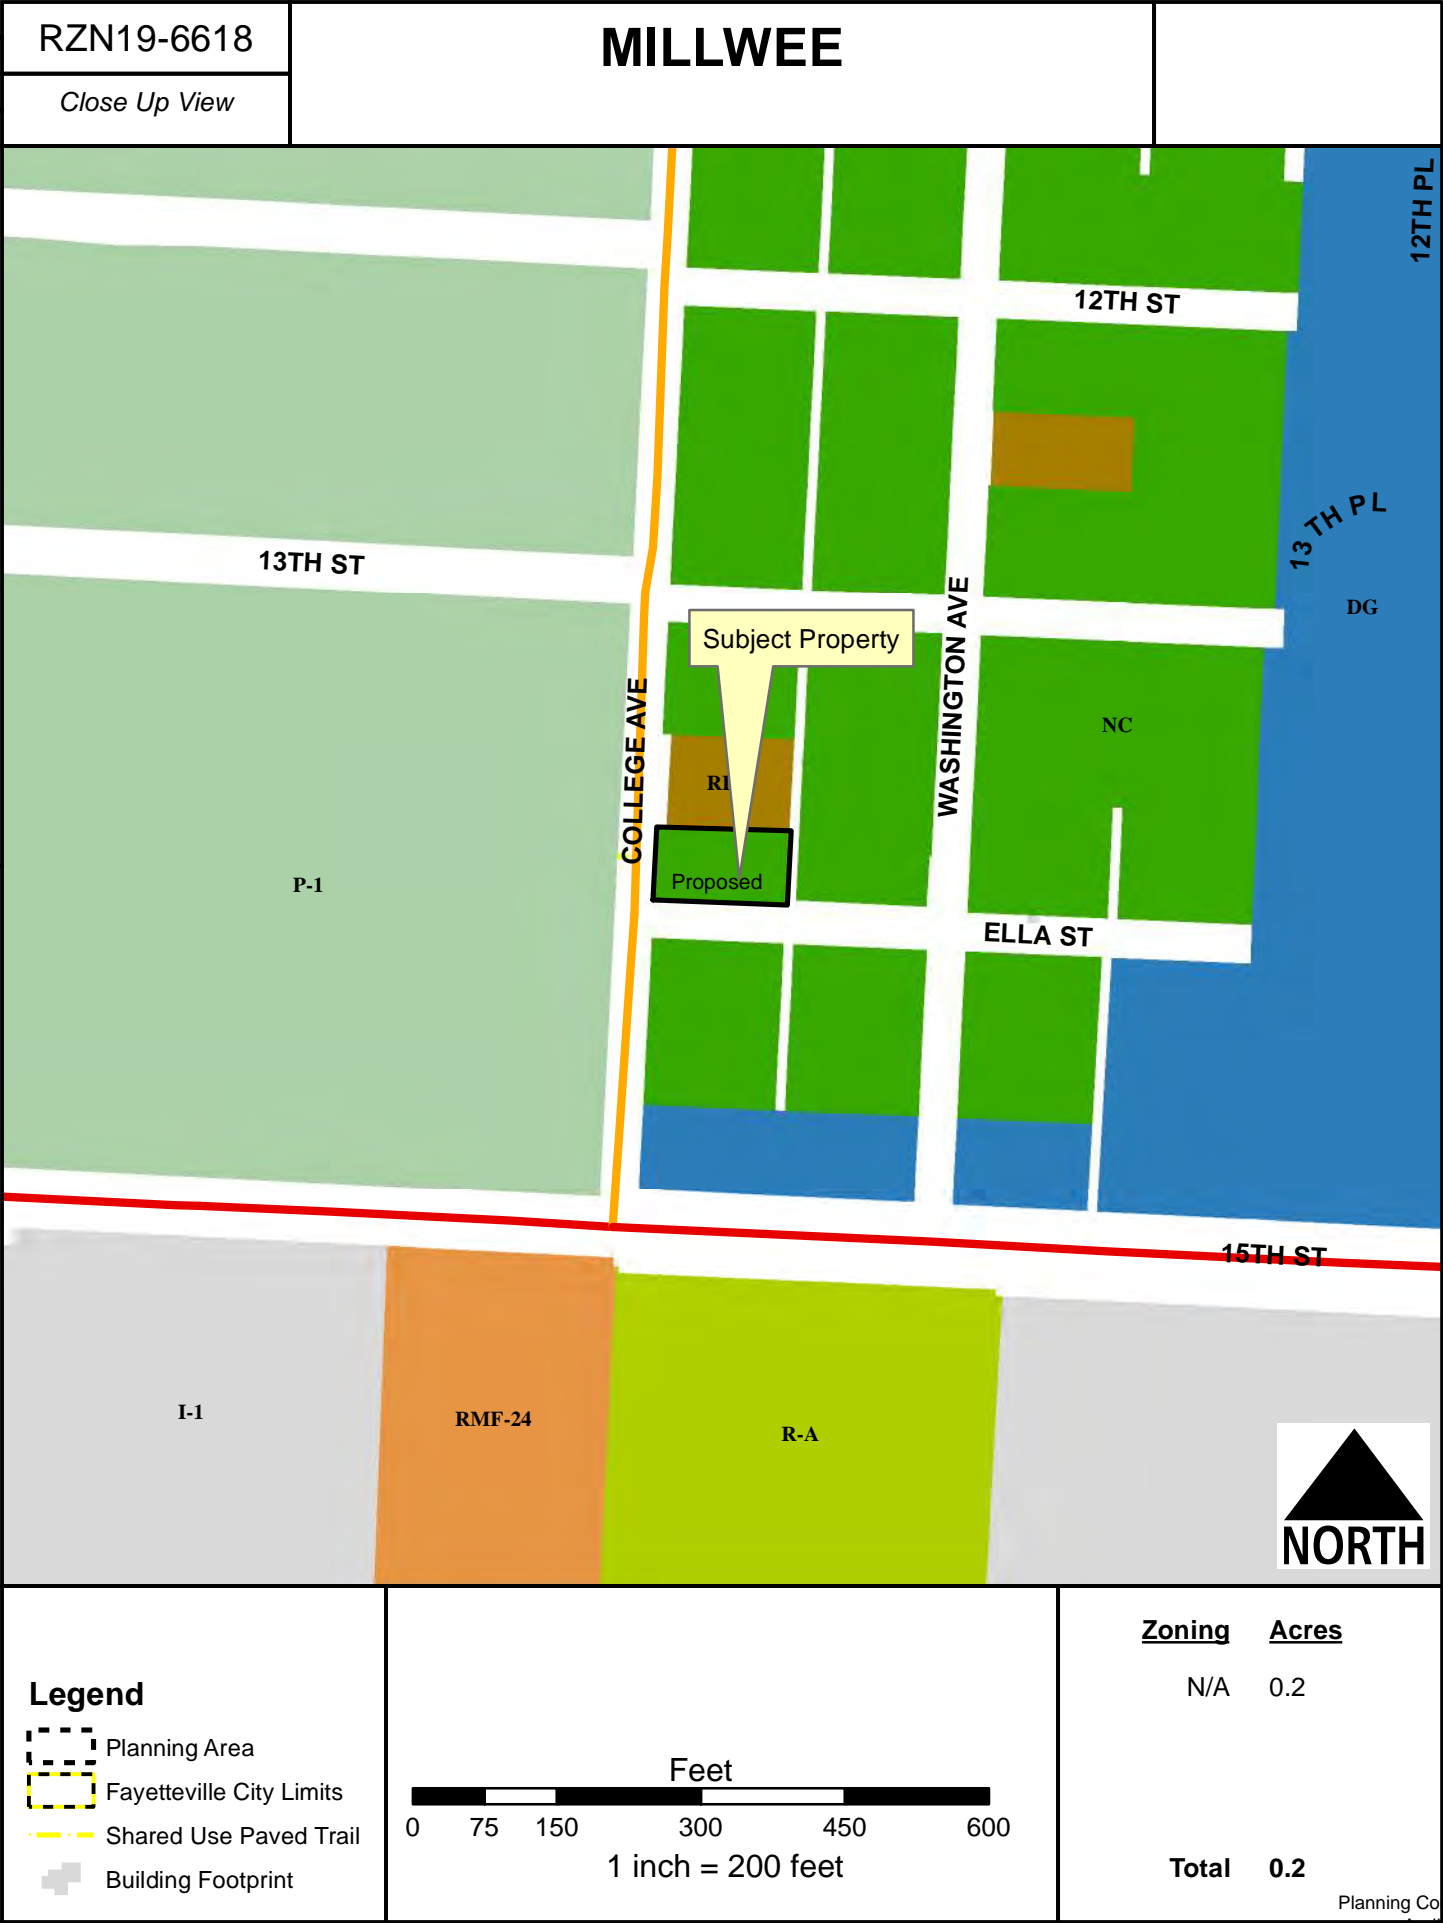 RZN19-6618
Close Up View
MILLWEE
12TH PL
12TH ST
13TH PL
13TH ST
DG
Subject Property
COLLEGE AVE
WASHINGTON AVE
NC
P-1
Proposed
ELLA ST
15TH ST
I-1
RMF-24
R-A
NORTH
Legend
Planning Area
Fayetteville City Limits
Shared Use Paved Trail
Building Footprint
Feet
0 75 150 300 450 600
1 inch = 200 feet
Zoning Acres
N/A 0.2
Total 0.2
Planning Co